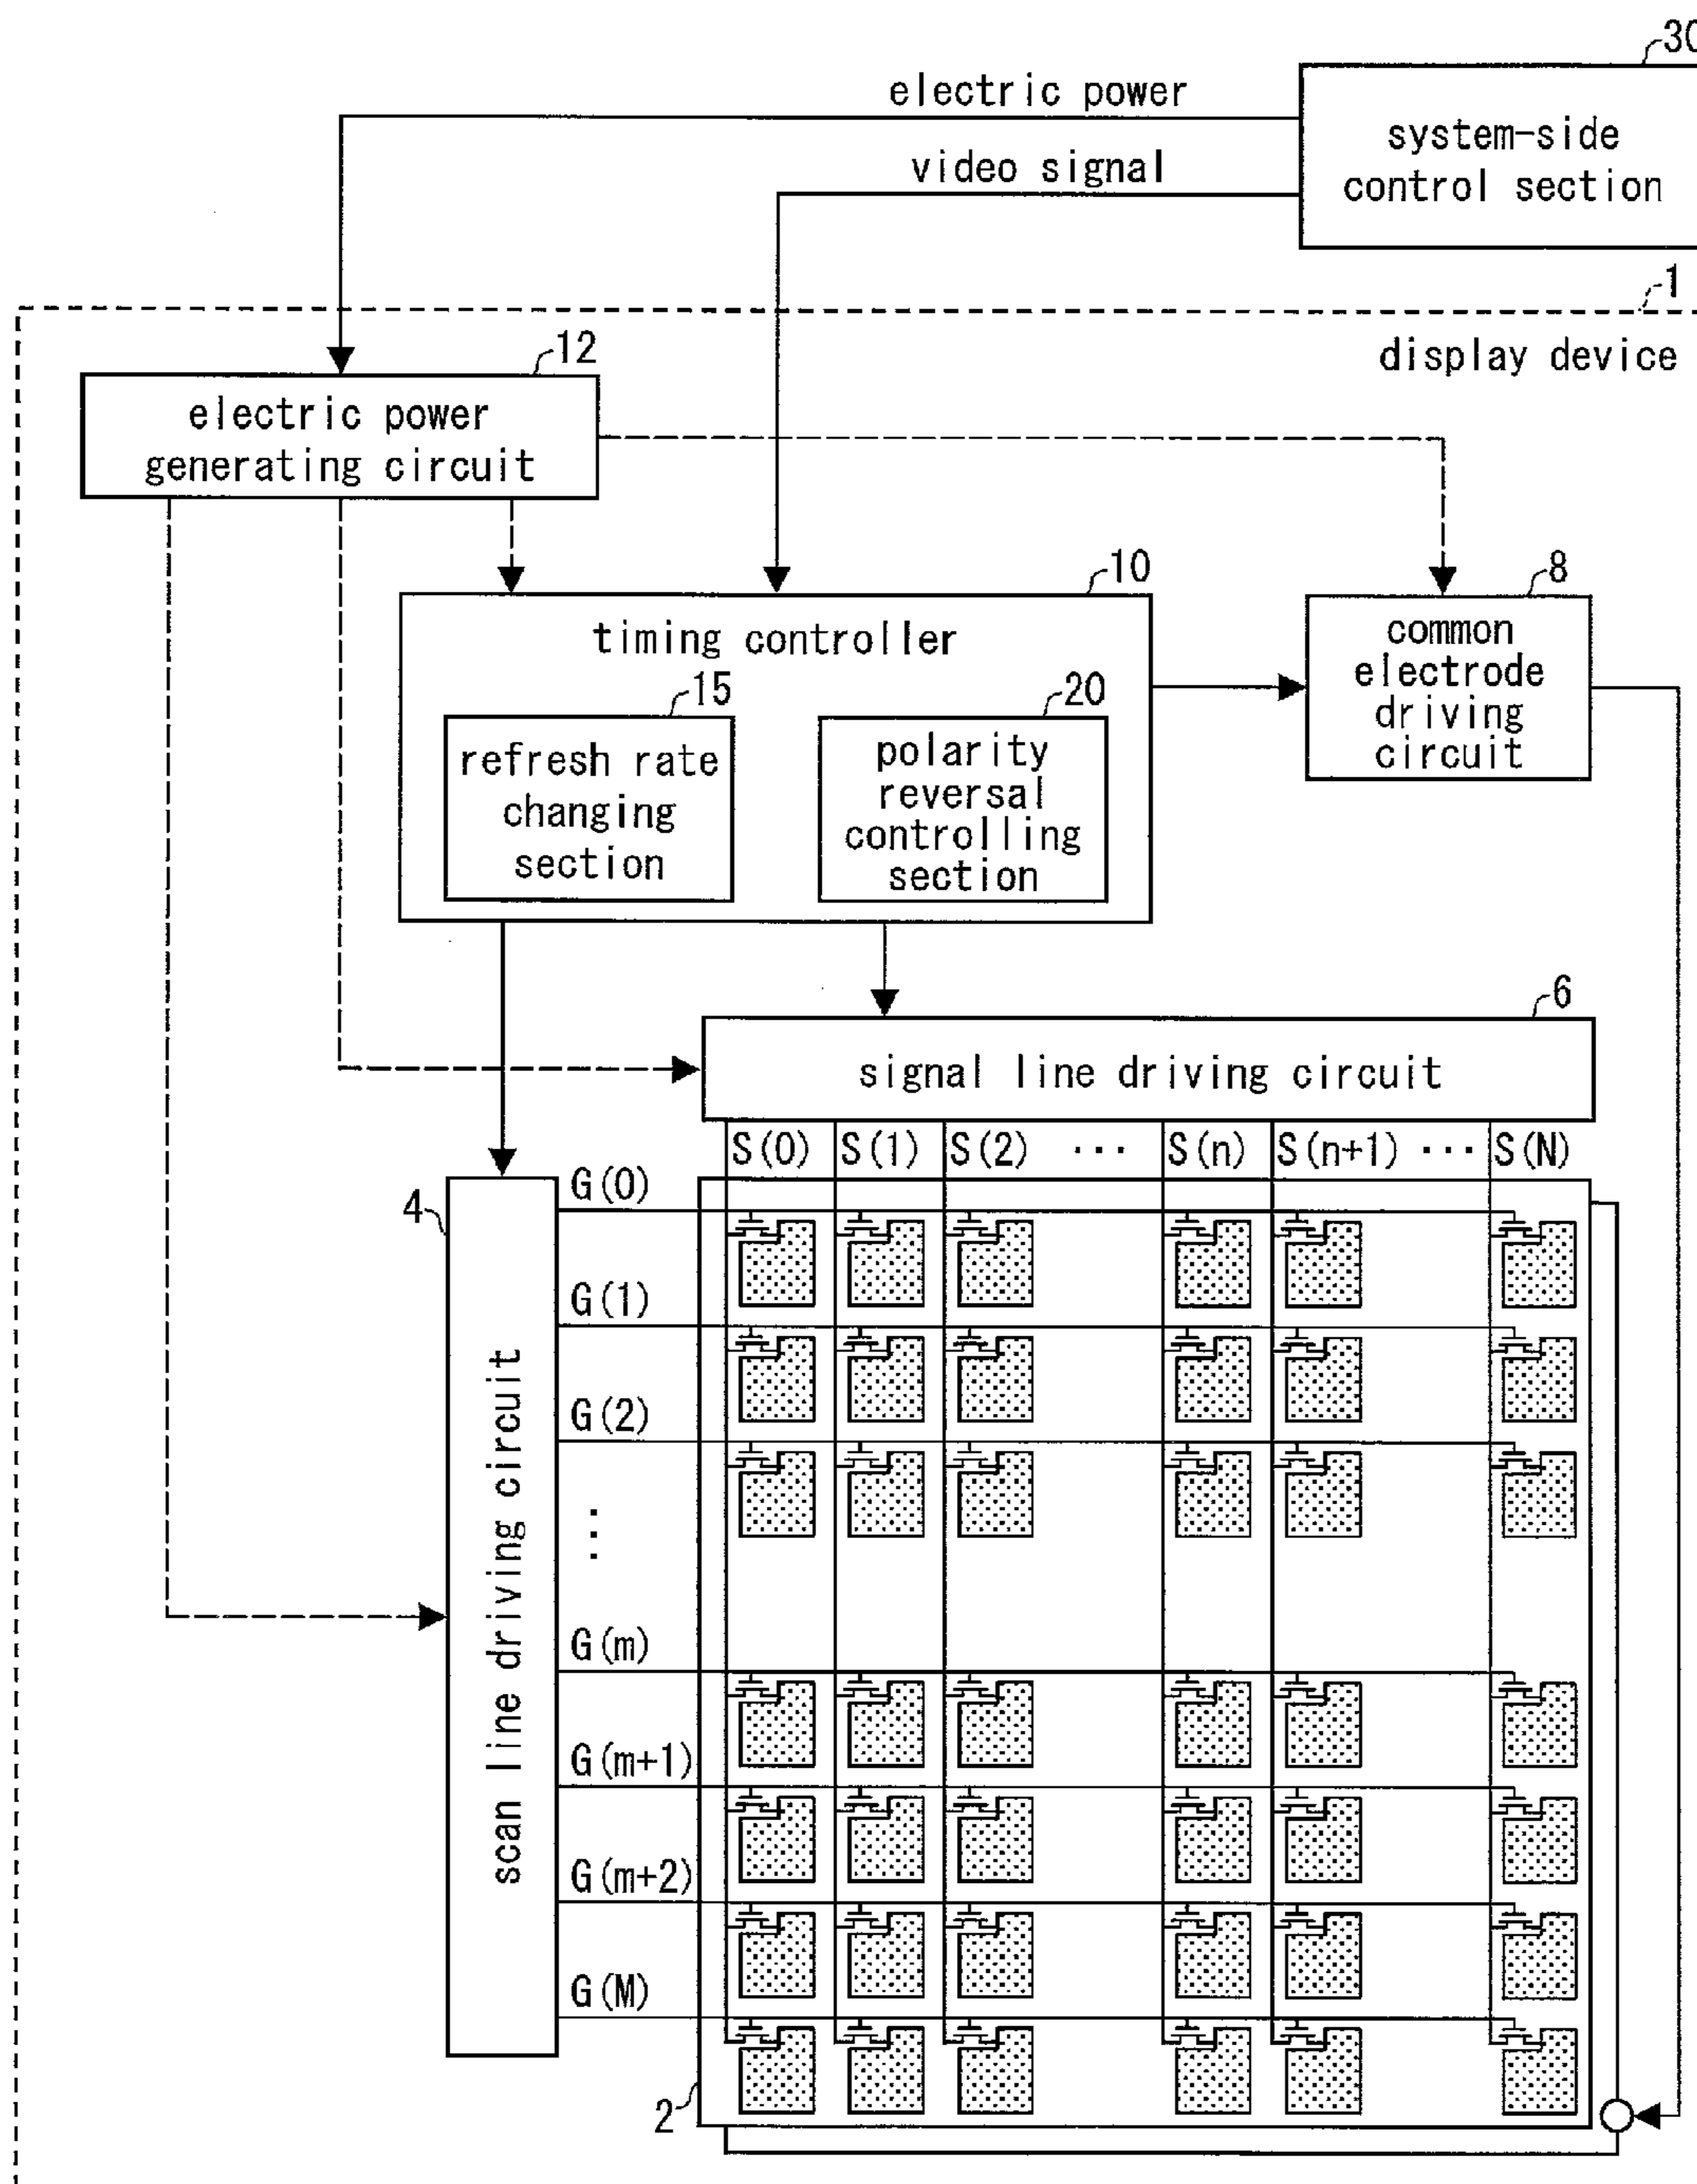 30
electric power
system-side
control section
video signal
1
display device
12
electric power
generating circuit
10
timing controller
8
common
electrode
driving
circuit
15
refresh rate
changing
section
20
polarity
reversal
controlling
section
6
signal line driving circuit
S(0) S(1) S(2) ··· S(n) S(n+1) ··· S(N)
4
scan line driving circuit
G(0)
G(1)
G(2)
G(m)
G(m+1)
G(m+2)
G(M)
2